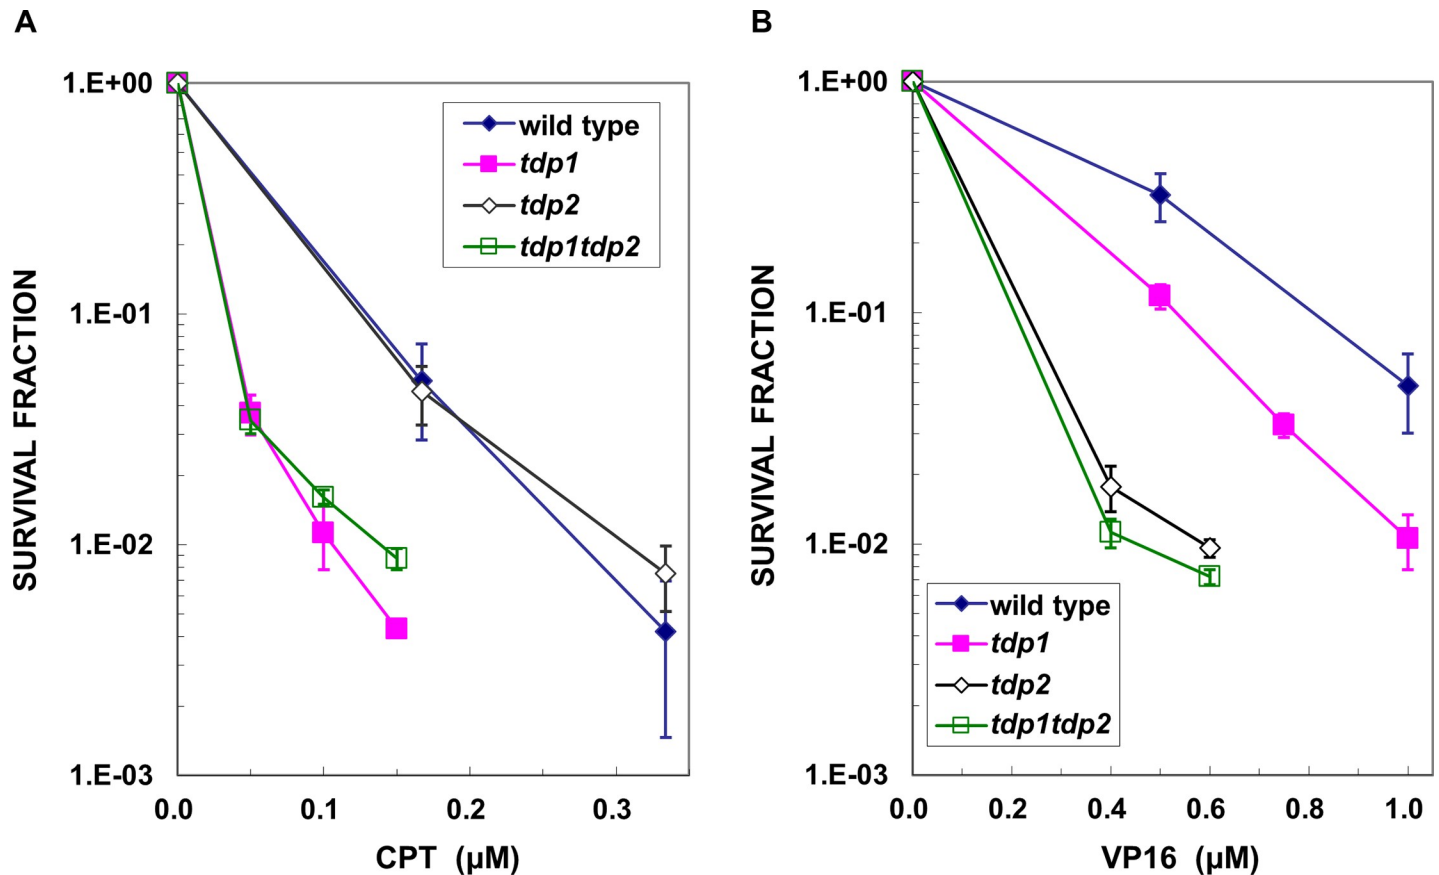 A
1.E+00
1.E-01
1.E-02
1.E-03
SURVIVAL FRACTION
wild type
tdp1
tdp2
tdp1tdp2
0.0 0.1 0.2 0.3
CPT (µM)
B
1.E+00
1.E-01
1.E-02
1.E-03
SURVIVAL FRACTION
wild type
tdp1
tdp2
tdp1tdp2
0.0 0.2 0.4 0.6 0.8 1.0
VP16 (µM)